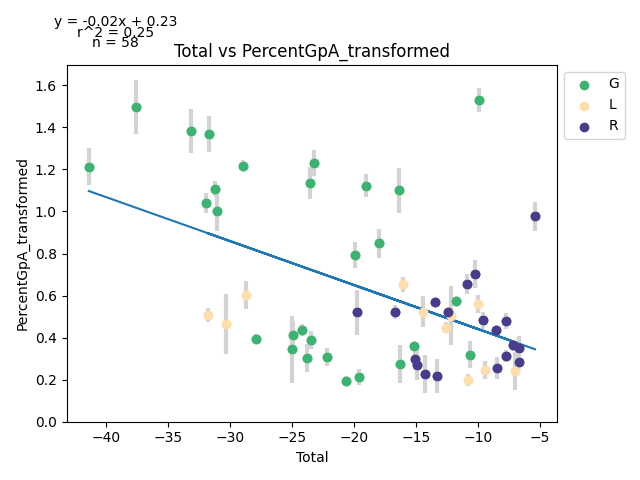 y = -0.02x + 0.23
r^2 = 0.25
n = 58
Total vs PercentGpA_transformed
G
L
R
PercentGpA_transformed
1.6
1.4
1.2
1.0
0.8
0.6
0.4
0.2
0.0
−40 −35 −30 −25 −20 −15 −10 −5
Total